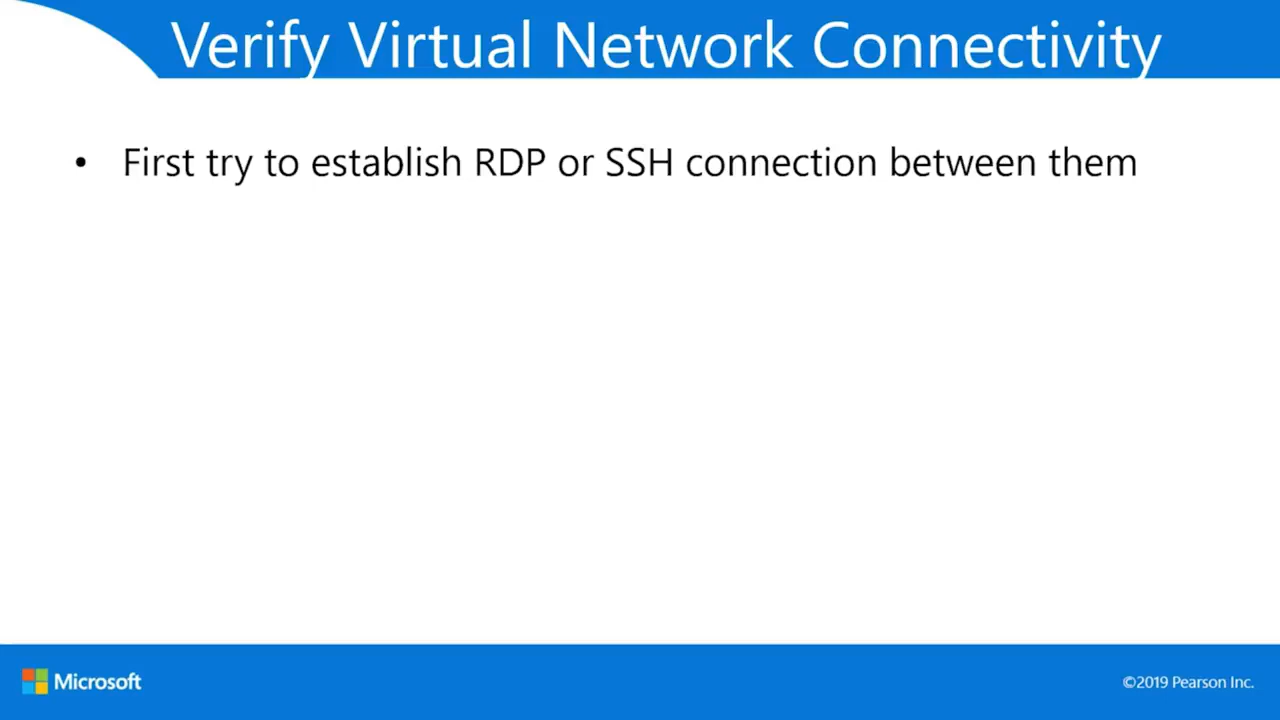 Verify Virtual Network Connectivity
• First try to establish RDP or SSH connection between them
Microsoft
©2019 Pearson Inc.